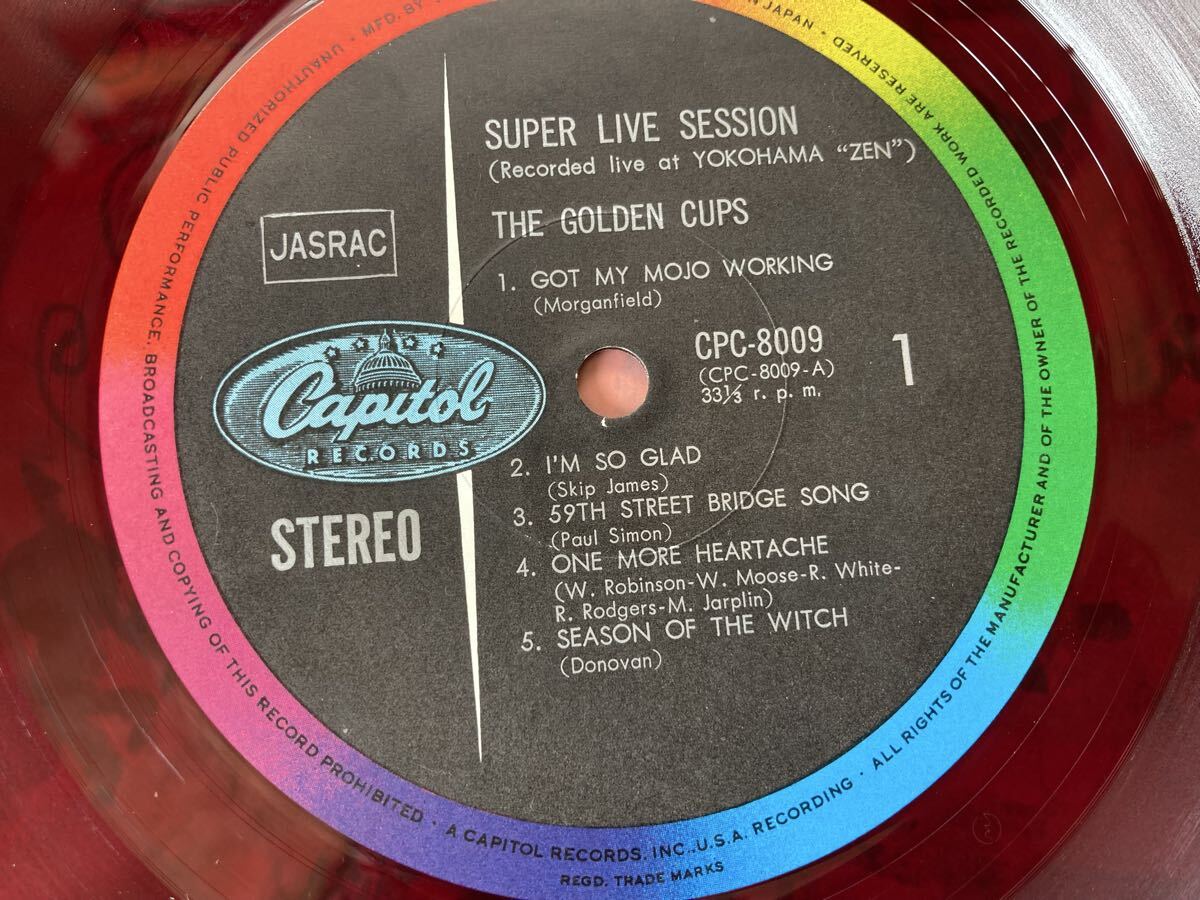 SUPER LIVE SESSION
(Recorded live at YOKOHAMA "ZEN")
THE GOLDEN CUPS
JASRAC
1. GOT MY MOJO WORKING
(Morganfield)
CPC-8009
(CPC-8009-A)
33⅓ r. p. m.
1
Capitol
RECORDS
STEREO
2. I'M SO GLAD
(Skip James)
3. 59TH STREET BRIDGE SONG
(Paul Simon)
4. ONE MORE HEARTACHE
(W. Robinson-W. Moose-R. White-
R. Rodgers-M. Jarplin)
5. SEASON OF THE WITCH
(Donovan)
MFD. BY
IN JAPAN ·
ALL RIGHTS OF THE MANUFACTURER AND OF THE OWNER OF THE RECORDED WORK ARE RESERVED ·
UNAUTHORIZED PUBLIC PERFORMANCE, BROADCASTING AND COPYING OF THIS RECORD PROHIBITED ·
A CAPITOL RECORDS, INC., U.S.A. RECORDING ·
REGD. TRADE MARKS